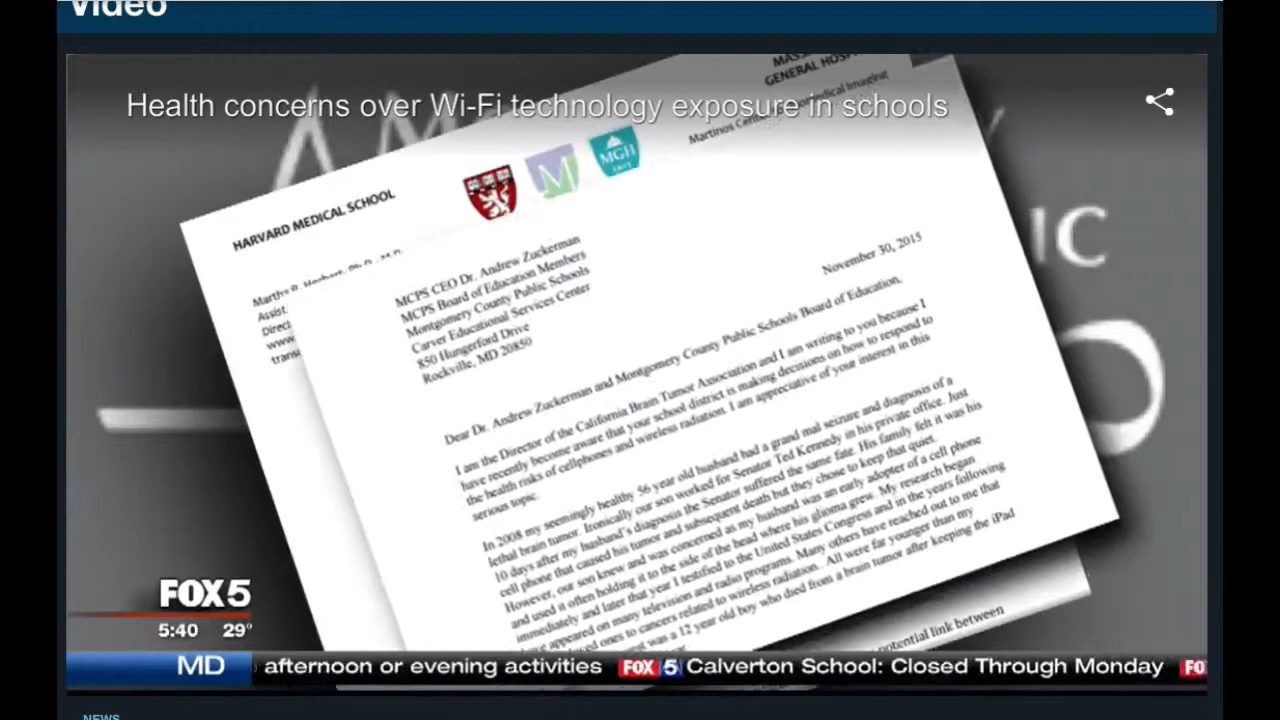 Video
Health concerns over Wi-Fi technology exposure in schools
MASS
GENERAL HOSP
Martinos Center Biomedical Imaging
MGH
HARVARD MEDICAL SCHOOL
Martha
Assist.
Direct
www.
trans
November 30, 2015
MCPS CEO Dr. Andrew Zuckerman
MCPS Board of Education Members
Montgomery County Public Schools
Carver Educational Services Center
850 Hungerford Drive
Rockville, MD 20850
Dear Dr. Andrew Zuckerman and Montgomery County Public Schools Board of Education,
I am the Director of the California Brain Tumor Association and I am writing to you because I
have recently become aware that your school district is making decisions on how to respond to
the health risks of cellphones and wireless radiation. I am appreciative of your interest in this
serious topic.
In 2008 my seemingly healthy 56 year old husband had a grand mal seizure and diagnosis of a
lethal brain tumor. Ironically our son worked for Senator Ted Kennedy in his private office. Just
10 days after my husband's diagnosis the Senator suffered the same fate. His family felt it was his
cell phone that caused his tumor and subsequent death but they chose to keep that quiet.
However, our son knew and was concerned as my husband was an early adopter of a cell phone
and used it often holding it to the side of the head where his glioma grew. My research began
immediately and later that year I testified to the United States Congress and in the years following
have appeared on many television and radio programs. Many others have reached out to me that
loved ones to cancers related to wireless radiation.. All were far younger than my
was a 12 year old boy who died from a brain tumor after keeping the iPad
potential link between
IC
O
FOX 5
5:40 29°
MD afternoon or evening activities FOX 5 Calverton School: Closed Through Monday FO
NEWS